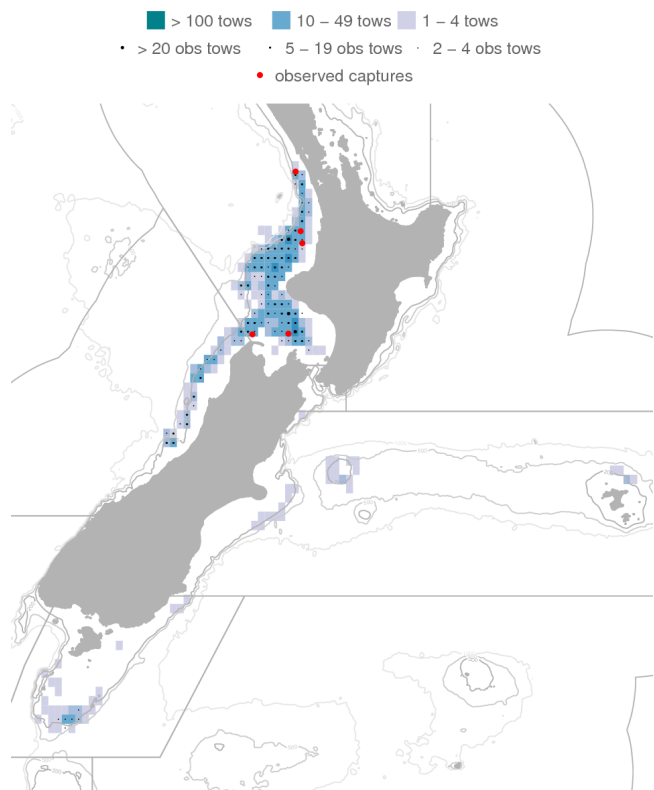 > 100 tows 10 − 49 tows 1 − 4 tows
> 20 obs tows 5 − 19 obs tows 2 − 4 obs tows
observed captures